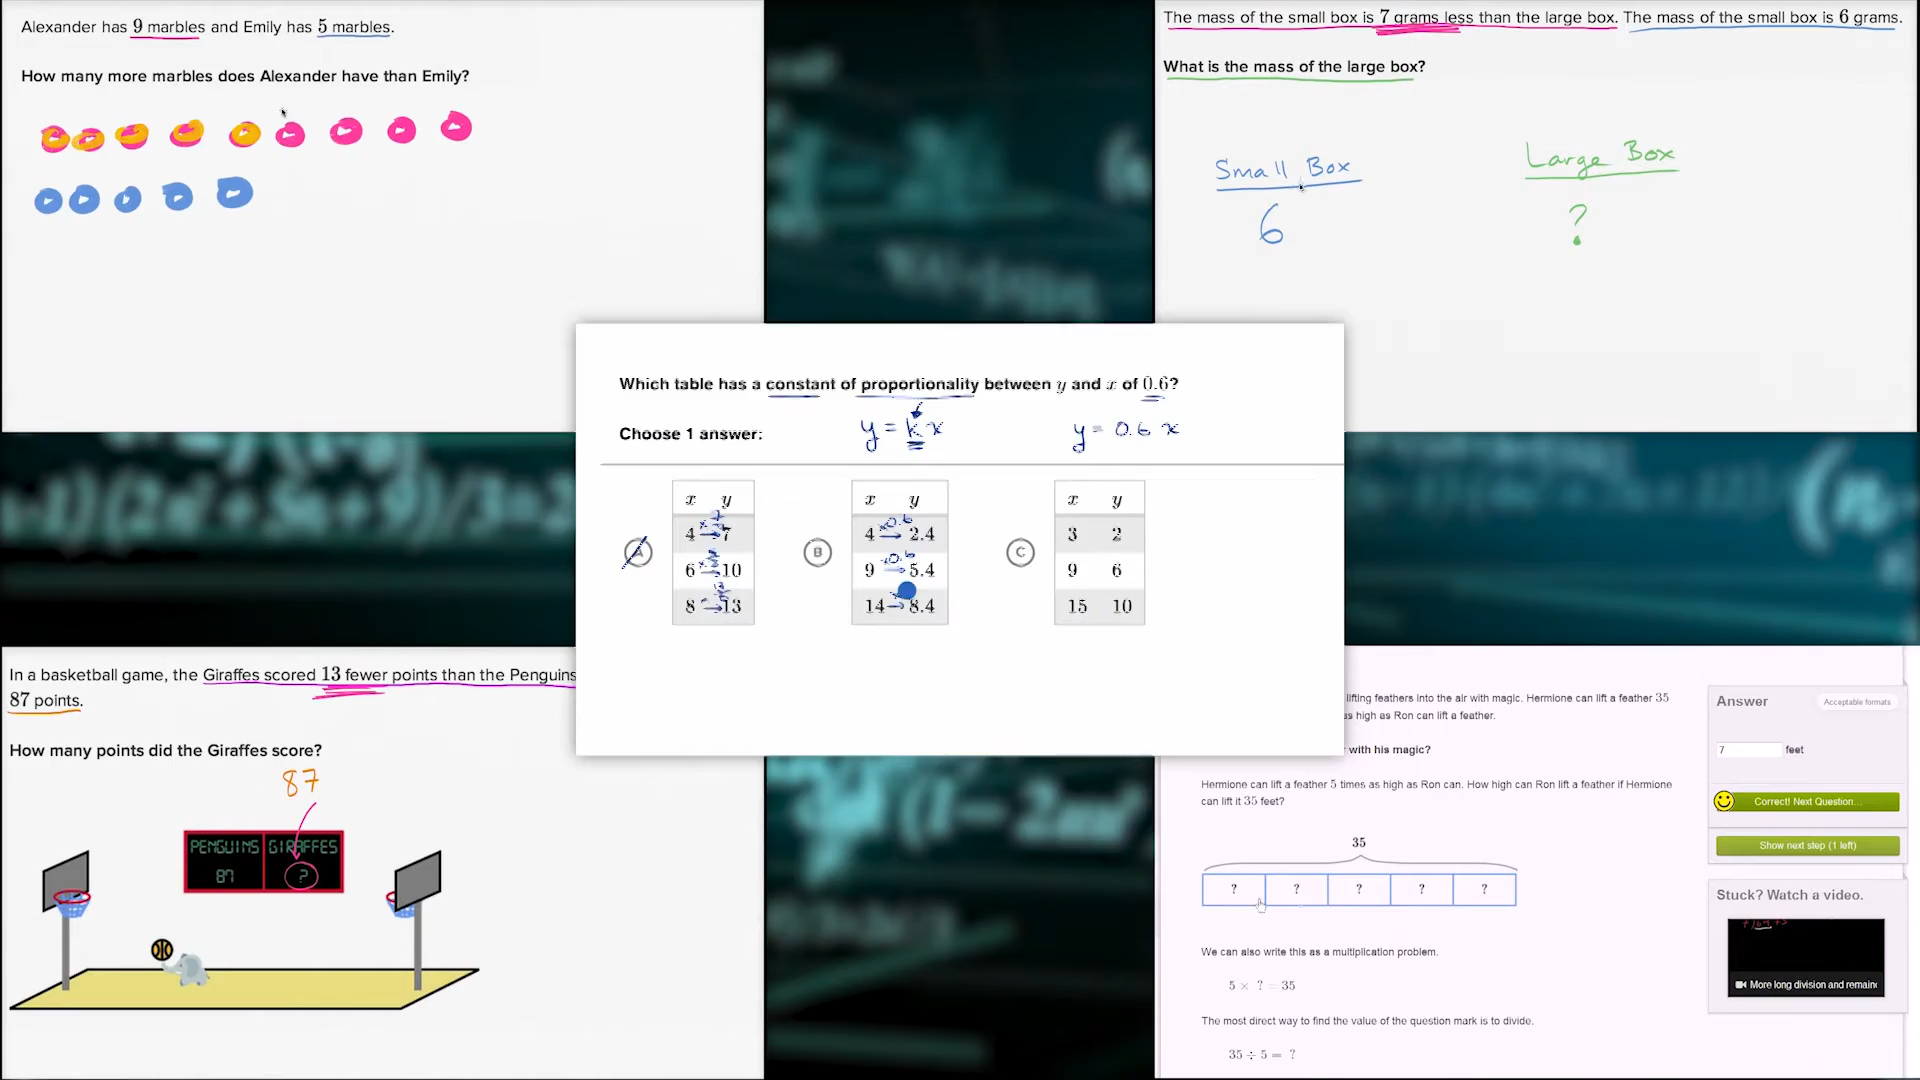 Alexander has 9 marbles and Emily has 5 marbles.
How many more marbles does Alexander have than Emily?
The mass of the small box is 7 grams less than the large box. The mass of the small box is 6 grams.
What is the mass of the large box?
Small Box
Large Box
6
?
Which table has a constant of proportionality between y and x of 0.6?
Choose 1 answer:
y = kx
y = 0.6 x
A
x y
4 → 7
6 → 10
8 → 13
B
x y
×0.6
4 → 2.4
×0.6
9 → 5.4
14 → 8.4
C
x y
3 2
9 6
15 10
In a basketball game, the Giraffes scored 13 fewer points than the Penguins
87 points.
How many points did the Giraffes score?
87
PENGUINS GIRAFFES
87 ?
lifting feathers into the air with magic. Hermione can lift a feather 35
as high as Ron can lift a feather.
with his magic?
Hermione can lift a feather 5 times as high as Ron can. How high can Ron lift a feather if Hermione
can lift it 35 feet?
35
? ? ? ? ?
We can also write this as a multiplication problem.
5 × ? = 35
The most direct way to find the value of the question mark is to divide.
35 ÷ 5 = ?
Answer
Acceptable formats
7 feet
Correct! Next Question...
Show next step (1 left)
Stuck? Watch a video.
More long division and remain